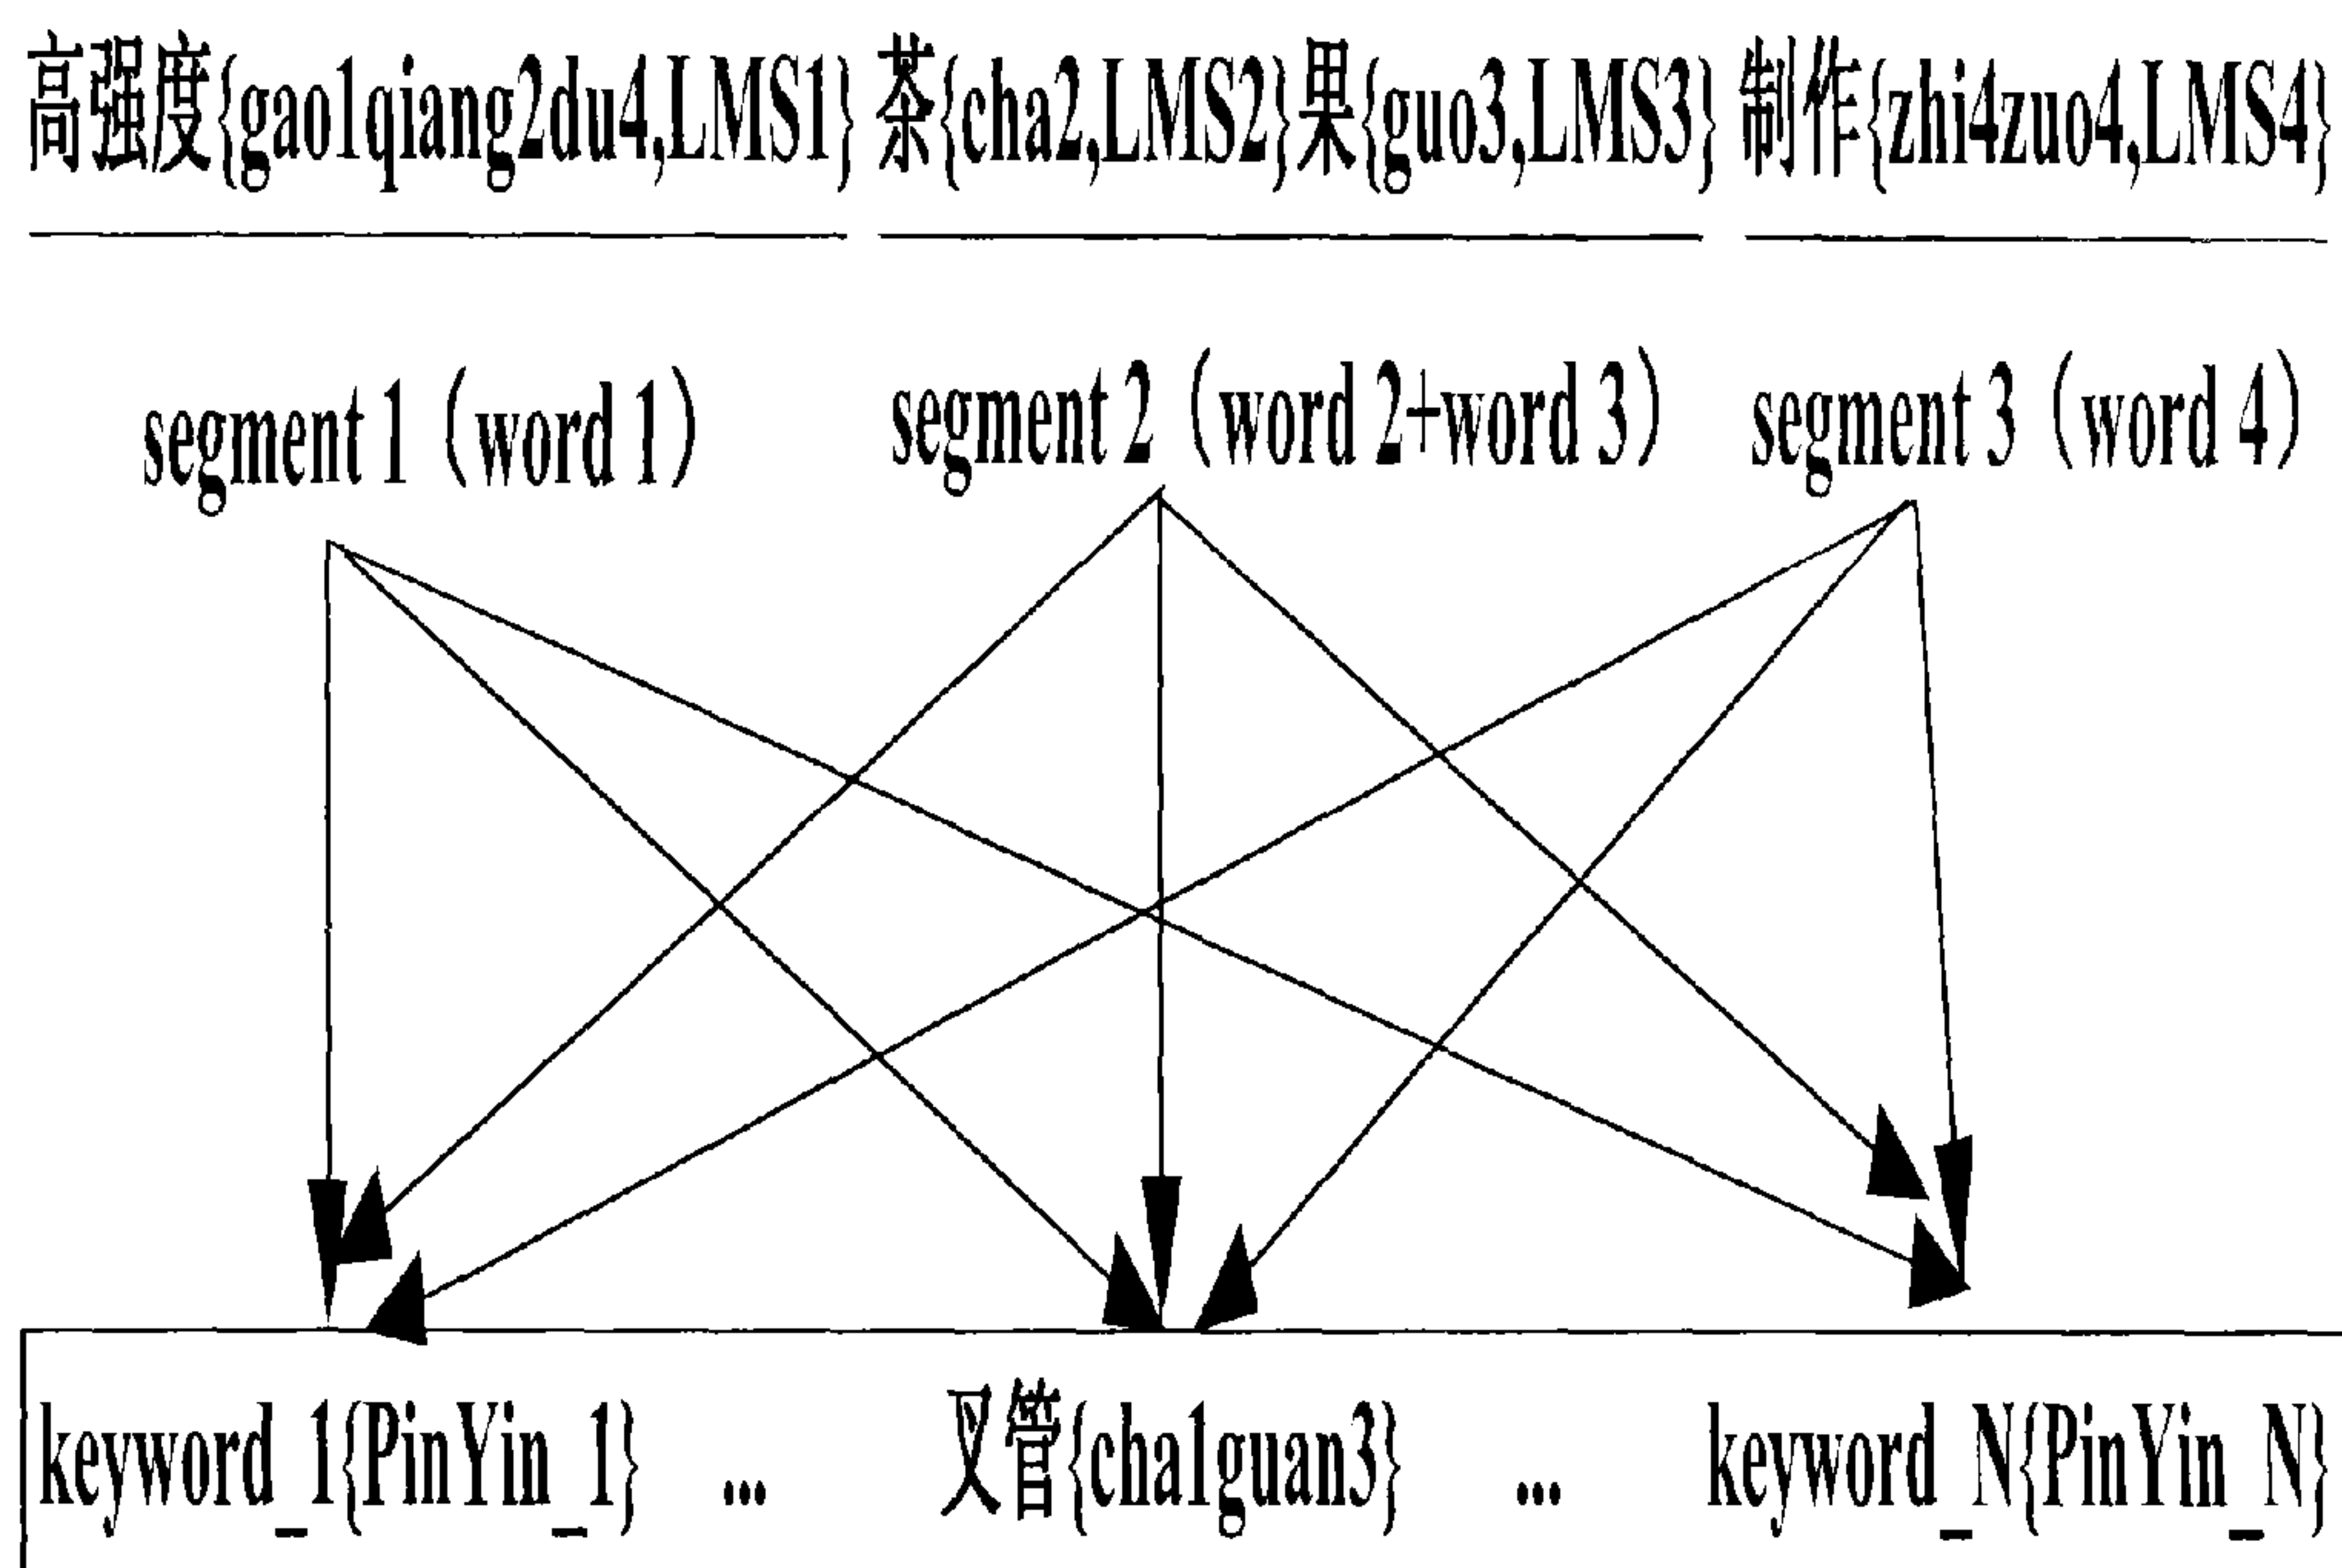 高强度{gao1qiang2du4,LMS1} 茶{cha2,LMS2}果{guo3,LMS3} 制作{zhi4zuo4,LMS4}
segment 1（word 1） segment 2（word 2+word 3） segment 3（word 4）
keyword_1{PinYin_1} ... 叉管{cha1guan3} ... keyword_N{PinYin_N}